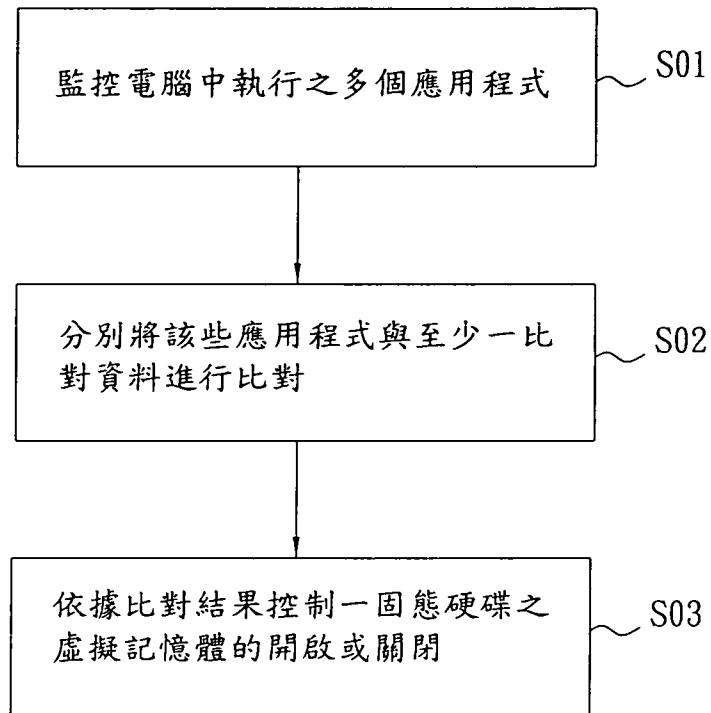 監控電腦中執行之多個應用程式
S01
分別將該些應用程式與至少一比
對資料進行比對
S02
依據比對結果控制一固態硬碟之
虛擬記憶體的開啟或關閉
S03